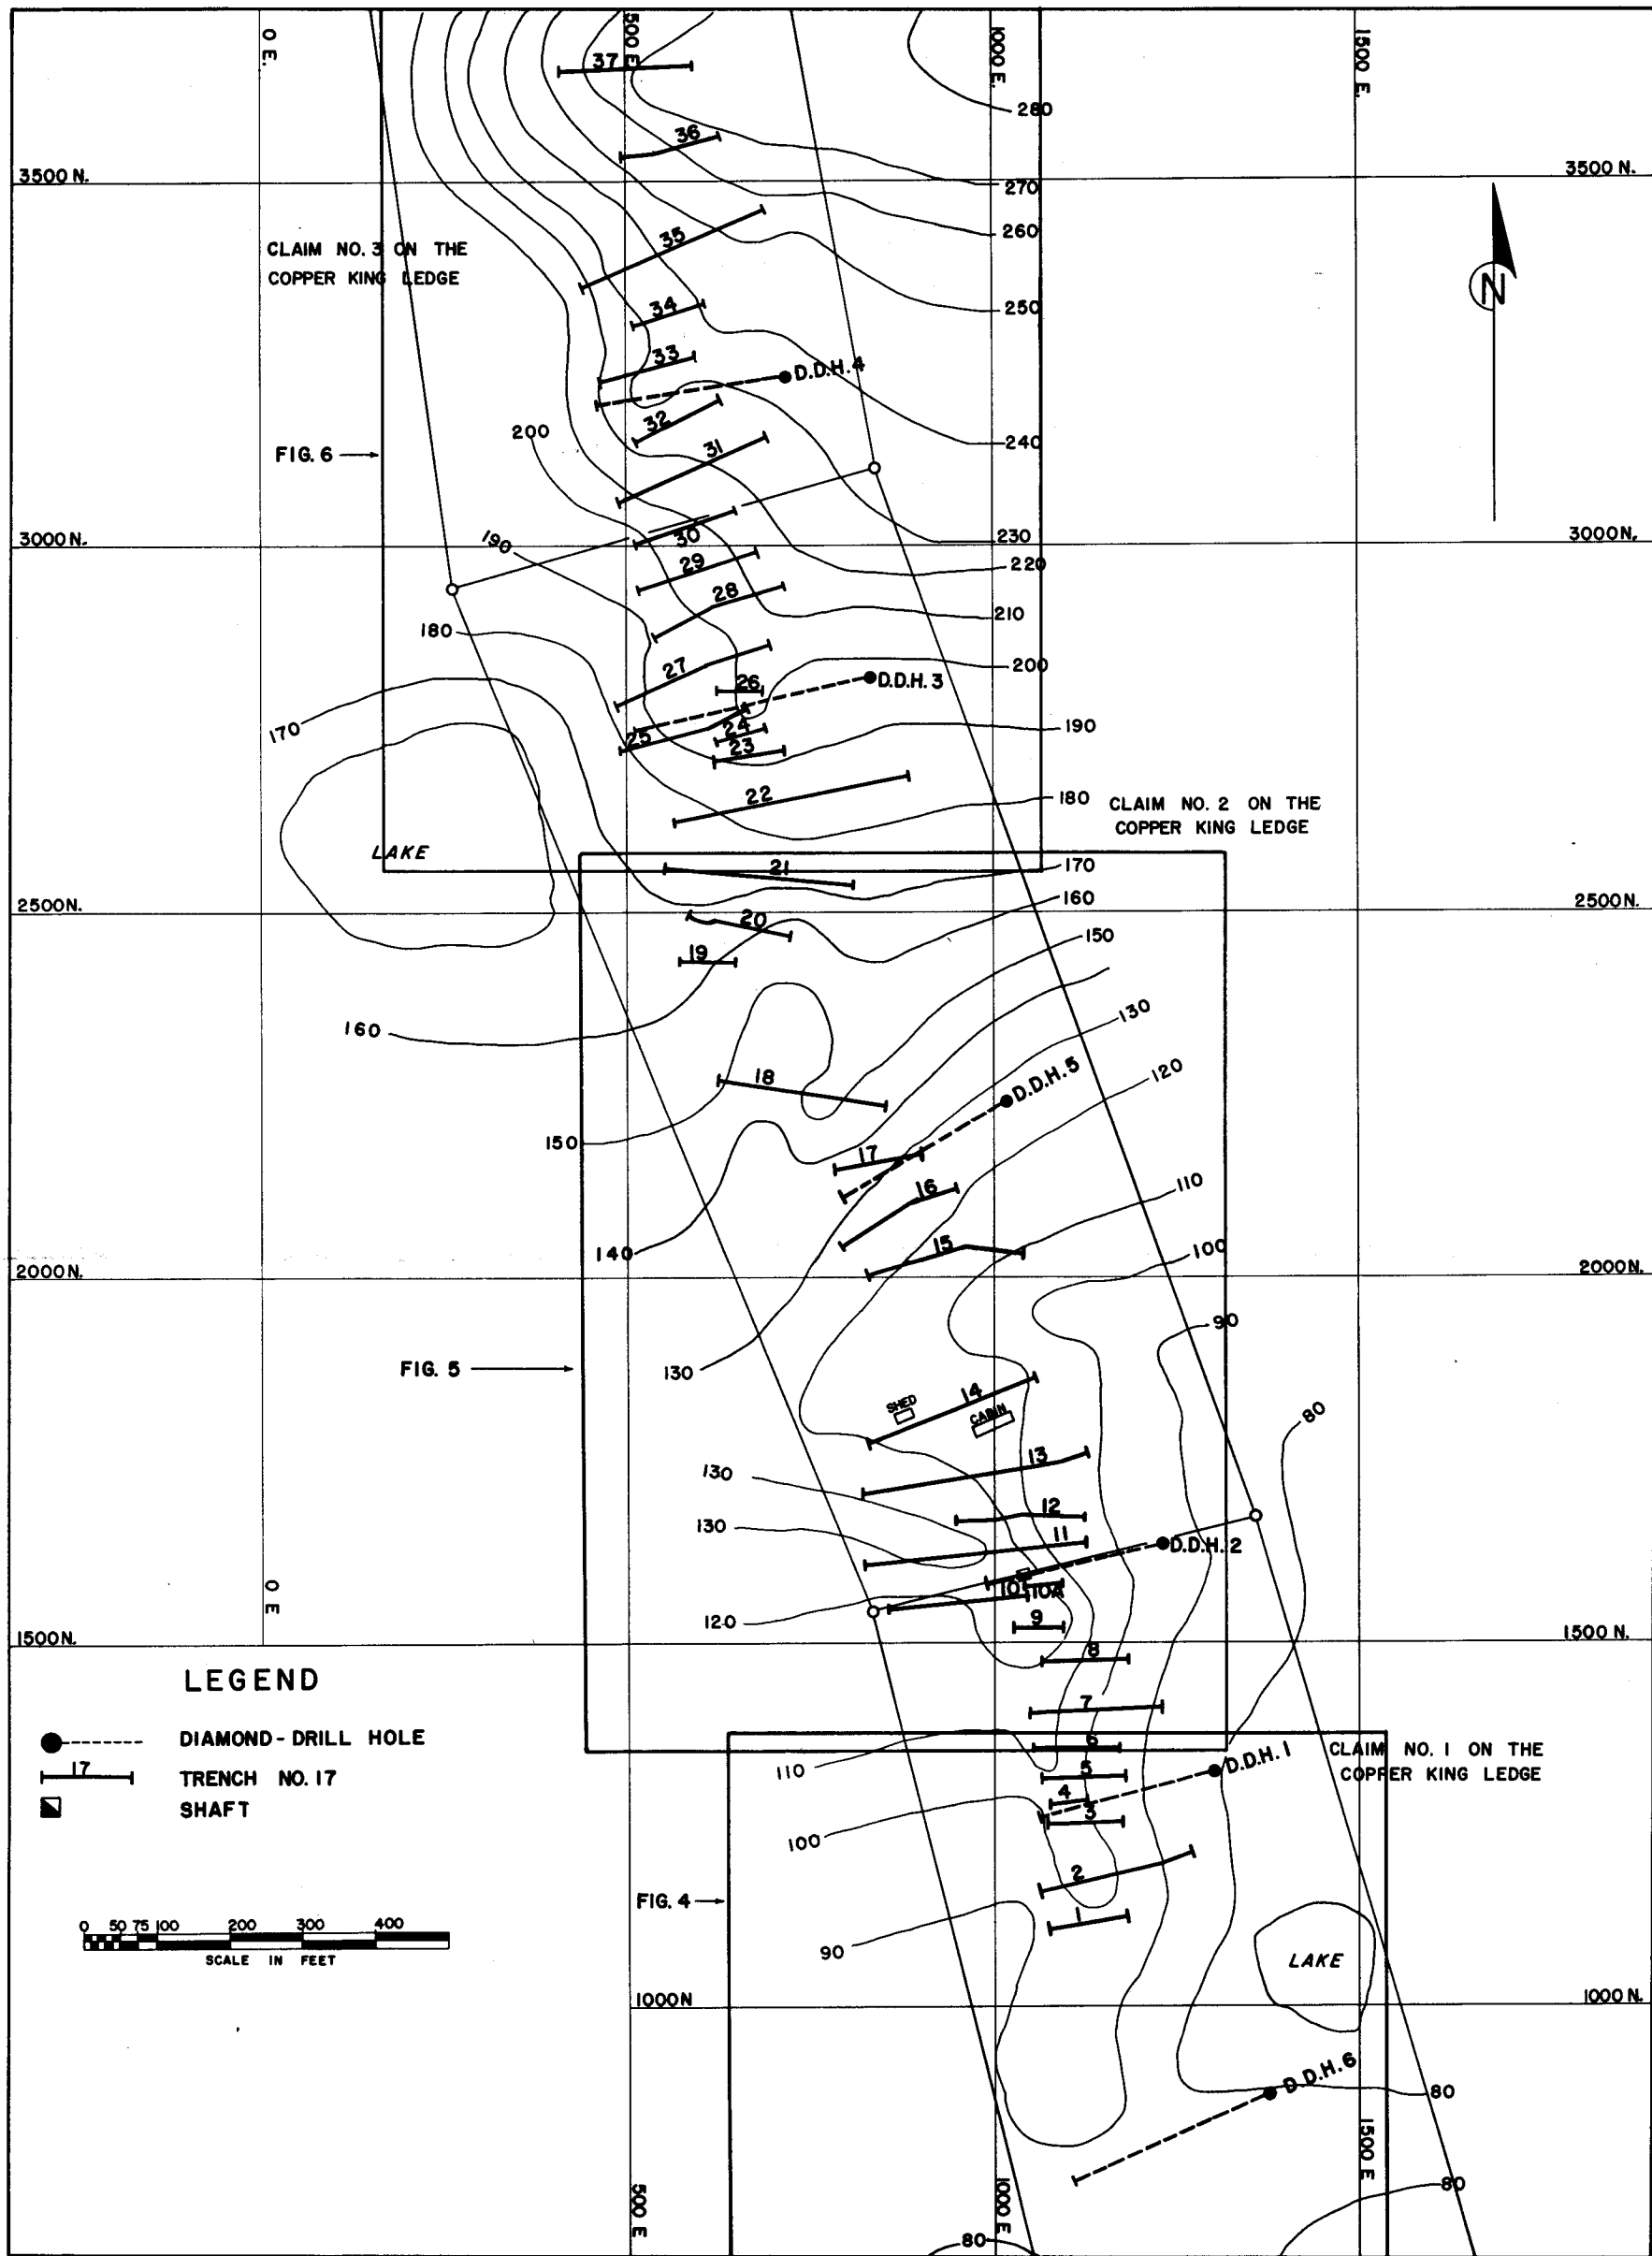 O E.
500 E
1000 E.
1500 E.
37
280
36
3500 N.
3500 N.
270
CLAIM NO. 3 ON THE
COPPER KING LEDGE
35
260
N
250
34
33
D.D.H. 4
32
200
240
FIG. 6
31
190
3000 N.
30
230
3000 N.
29
220
28
210
180
27
200
26
D.D.H. 3
170
25
24
190
23
22
180
CLAIM NO. 2 ON THE
COPPER KING LEDGE
LAKE
21
170
2500 N.
160
2500 N.
20
150
19
160
130
18
D.D.H. 5
120
150
17
16
110
140
15
100
2000 N.
2000 N.
90
FIG. 5
130
14
SHED
CABIN
80
130
13
130
12
11
D.D.H. 2
O E
10
10A
120
9
1500 N.
8
1500 N.
LEGEND
7
DIAMOND - DRILL HOLE
6
CLAIM NO. 1 ON THE
COPPER KING LEDGE
110
5
D.D.H. 1
17
TRENCH NO. 17
4
SHAFT
3
100
2
FIG. 4
1
90
0 50 75 100 200 300 400
SCALE IN FEET
LAKE
1000 N
1000 N.
D.D.H. 6
80
500 E
1000 E
1500 E
80
80